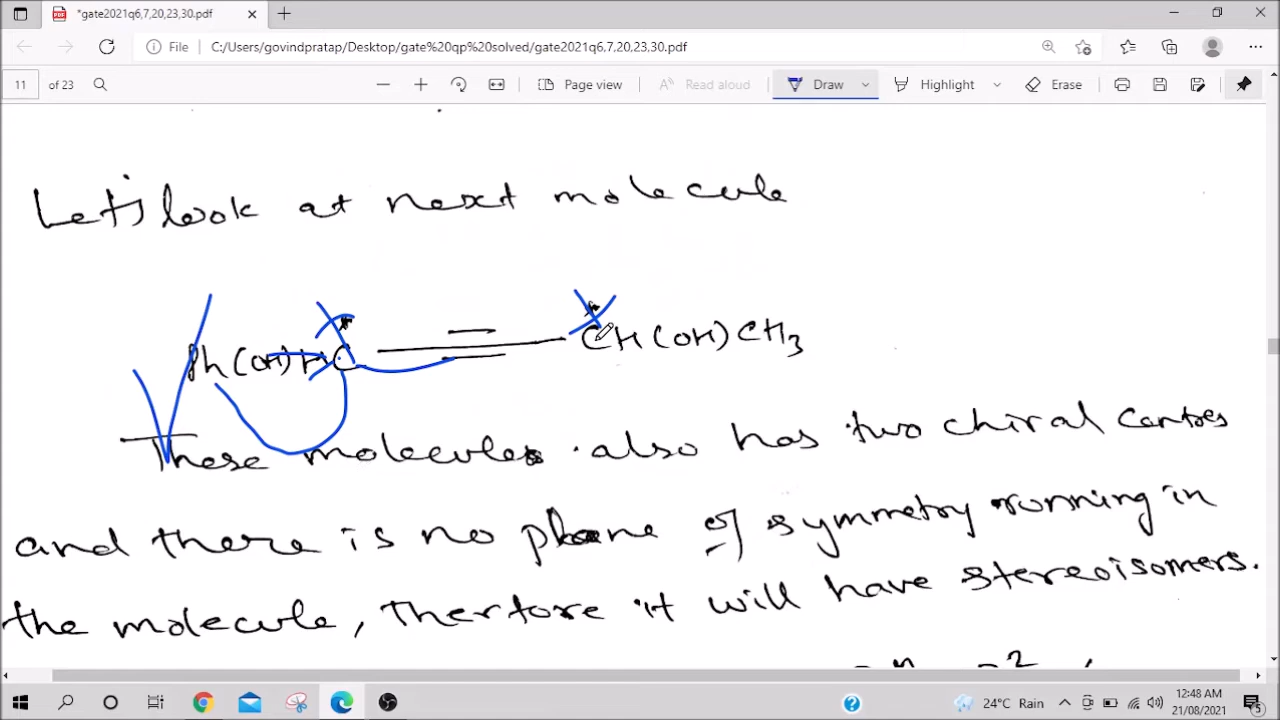 *gate2021q6,7,20,23,30.pdf
File C:/Users/govindpratap/Desktop/gate%20qp%20solved/gate2021q6,7,20,23,30.pdf
11 of 23 Page view Read aloud Draw Highlight Erase
Let's look at next molecule
Ph(OH)HC* ≡ *CH(OH)CH3
These molecules also has two chiral centres
and there is no plane of symmetry running in
the molecule, therfore it will have stereoisomers.
24°C Rain
12:48 AM
21/08/2021
5